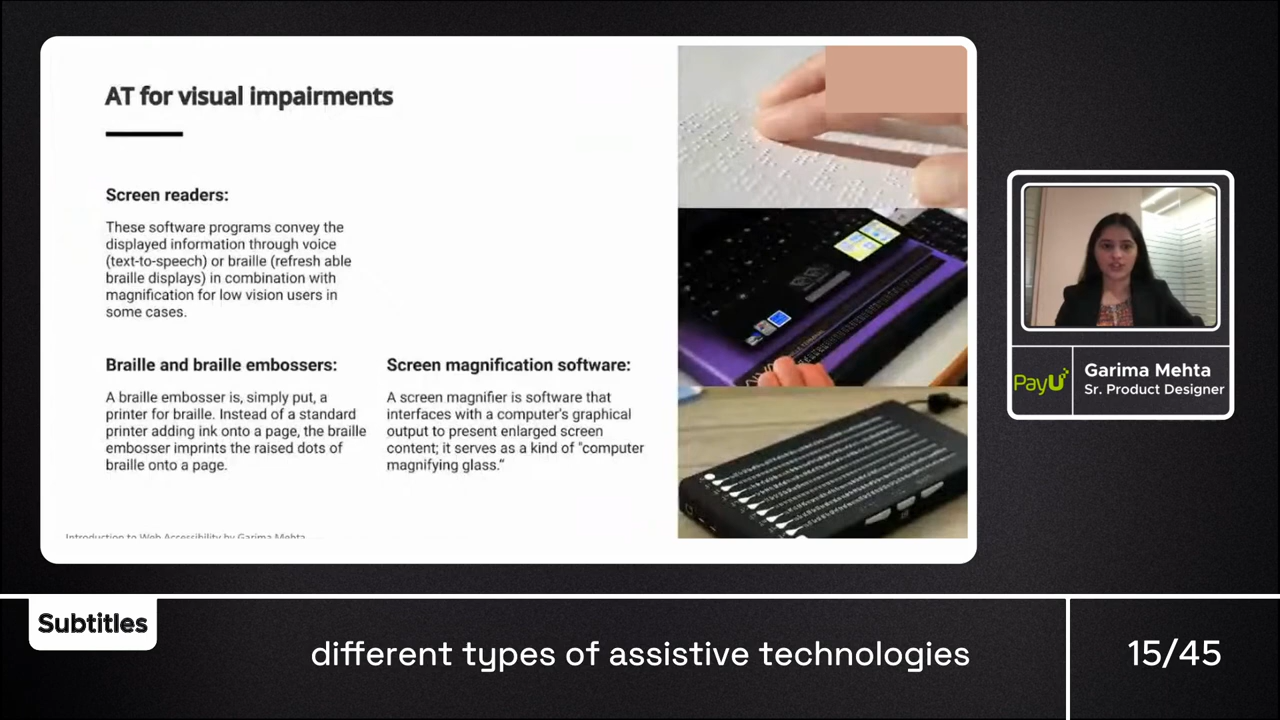 AT for visual impairments
Screen readers:
These software programs convey the
displayed information through voice
(text-to-speech) or braille (refresh able
braille displays) in combination with
magnification for low vision users in
some cases.
Braille and braille embossers:
A braille embosser is, simply put, a
printer for braille. Instead of a standard
printer adding ink onto a page, the braille
embosser imprints the raised dots of
braille onto a page.
Screen magnification software:
A screen magnifier is software that
interfaces with a computer's graphical
output to present enlarged screen
content; it serves as a kind of "computer
magnifying glass."
Introduction to Web Accessibility by Garima Mehta
PayU
Garima Mehta
Sr. Product Designer
Subtitles
different types of assistive technologies
15/45